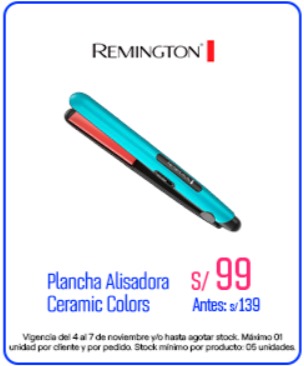 REMINGTON
REMINGTON
Plancha Alisadora
Ceramic Colors
S/ 99
Antes: s/139
Vigencia del 4 al 7 de noviembre y/o hasta agotar stock. Máximo 01
unidad por cliente y por pedido. Stock mínimo por producto: 05 unidades.